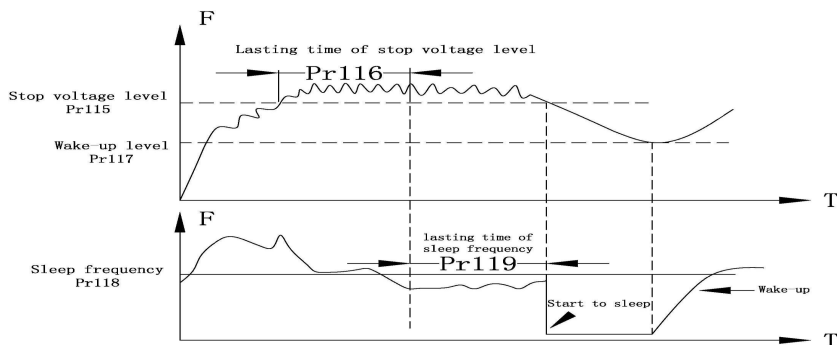 F
Lasting time of stop voltage level
Pr116
Stop voltage level
Pr115
Wake-up level
Pr117
T
F
lasting time of
sleep frequency
Pr119
Sleep frequency
Pr118
Start to sleep
Wake-up
T